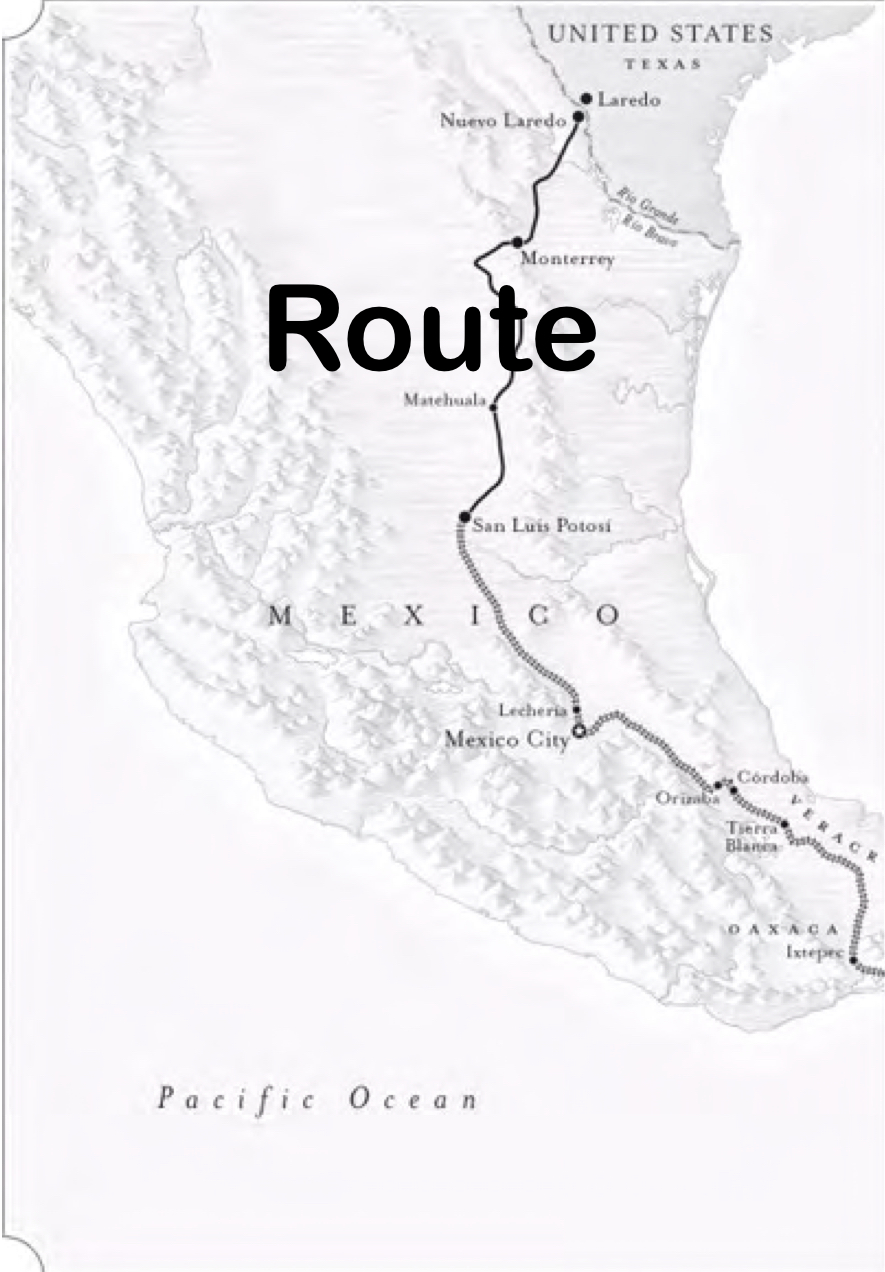 UNITED STATES
TEXAS
Laredo
Nuevo Laredo
Rio Grande
Rio Bravo
Monterrey
Route
Matehuala
San Luis Potosí
MEXICO
Lechería
Mexico City
Córdoba
Orizaba
VERACR
Tierra
Blanca
OAXACA
Ixtepec
Pacific Ocean